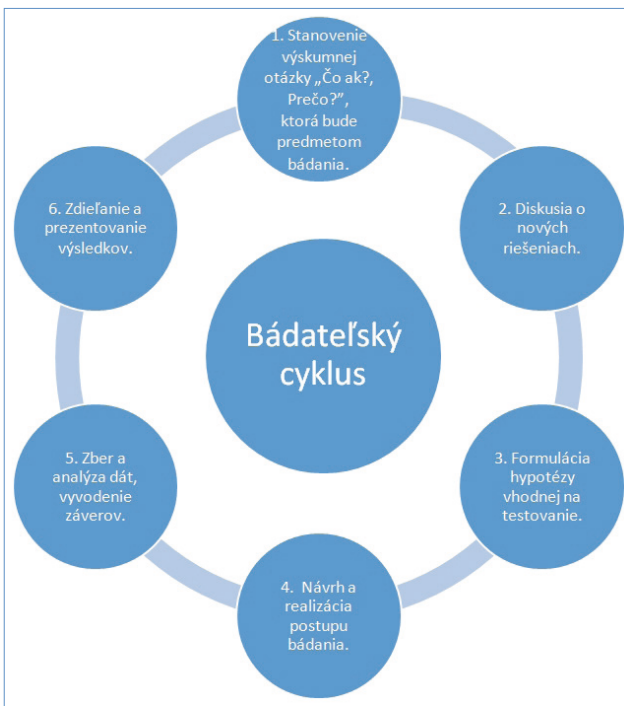 1. Stanovenie
výskumnej
otázky „Čo ak?,
Prečo?”,
ktorá bude
predmetom
bádania.
2. Diskusia o
nových
riešeniach.
3. Formulácia
hypotézy
vhodnej na
testovanie.
4. Návrh a
realizácia
postupu
bádania.
5. Zber a
analýza dát,
vyvodenie
záverov.
6. Zdieľanie a
prezentovanie
výsledkov.
Bádateľský
cyklus